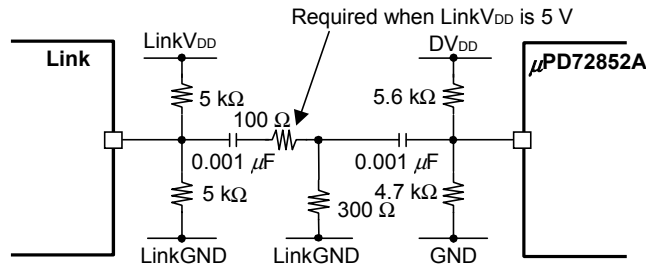 Required when LinkVDD is 5 V
LinkVDD
DVDD
Link
μPD72852A
5 kΩ
5.6 kΩ
100 Ω
0.001 μF
0.001 μF
5 kΩ
300 Ω
4.7 kΩ
LinkGND
LinkGND
GND